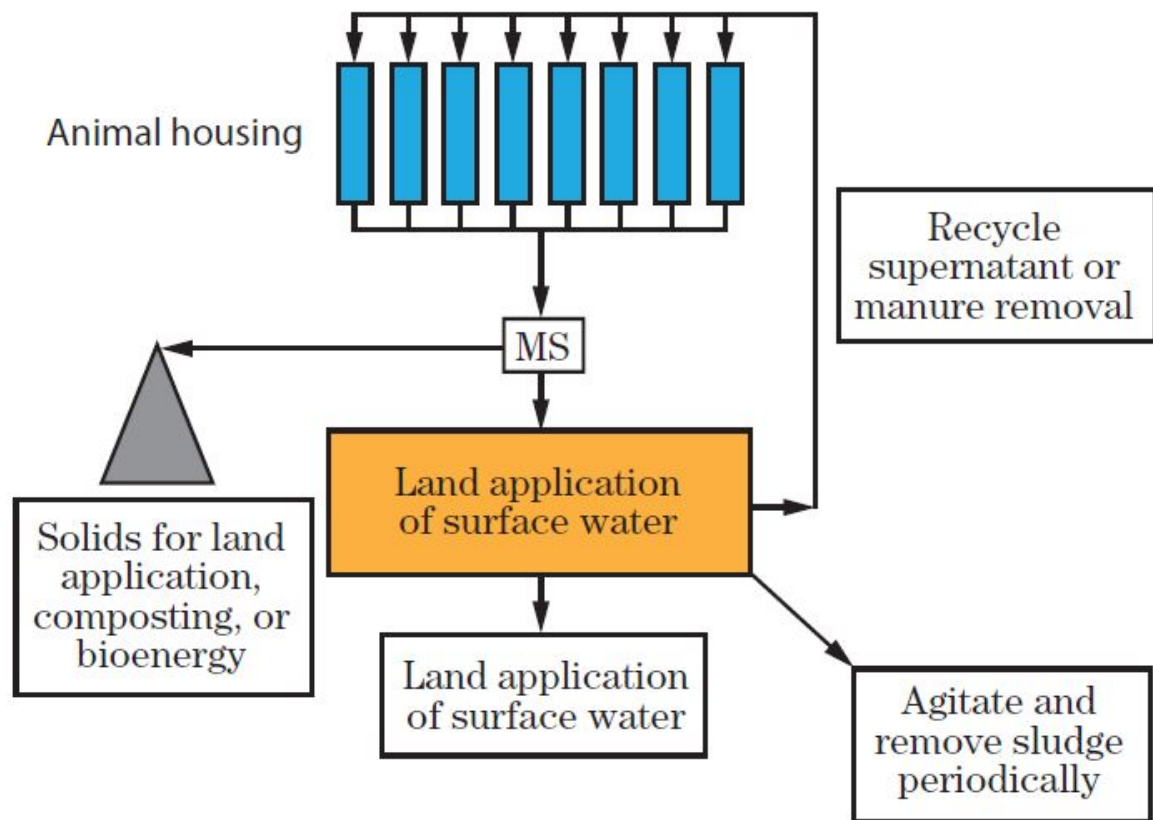 Animal housing
Recycle
supernatant or
manure removal
MS
Land application
of surface water
Solids for land
application,
composting, or
bioenergy
Land application
of surface water
Agitate and
remove sludge
periodically